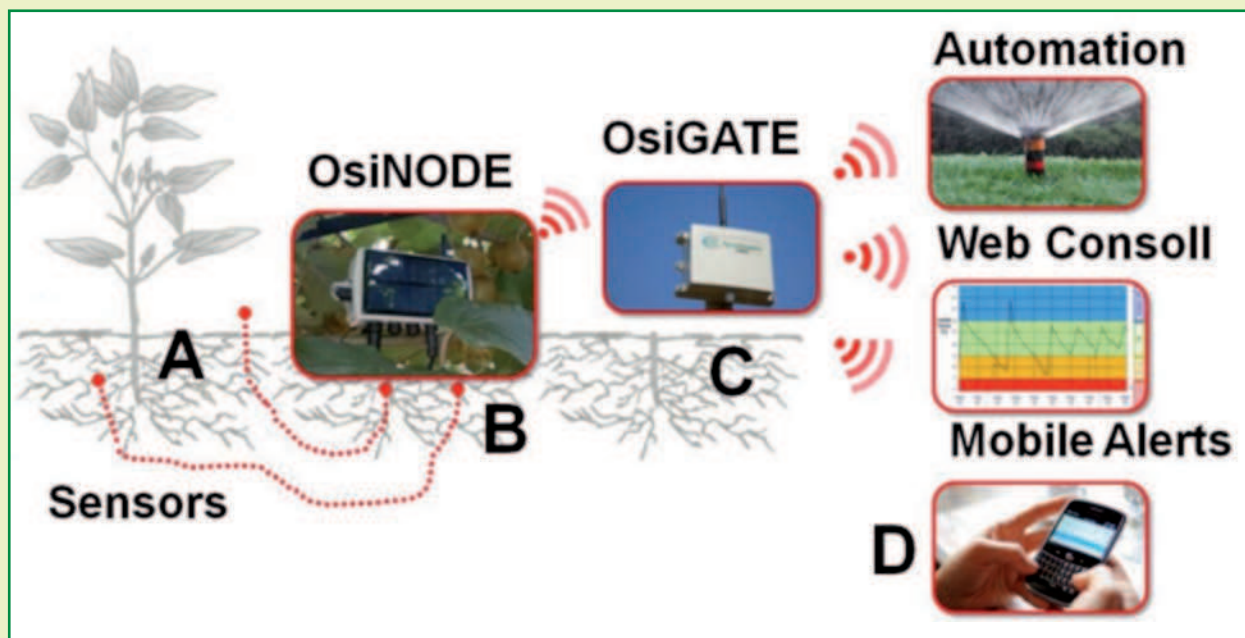 Automation
OsiGATE
OsiNODE
Web Consoll
A
C
B
Mobile Alerts
Sensors
D